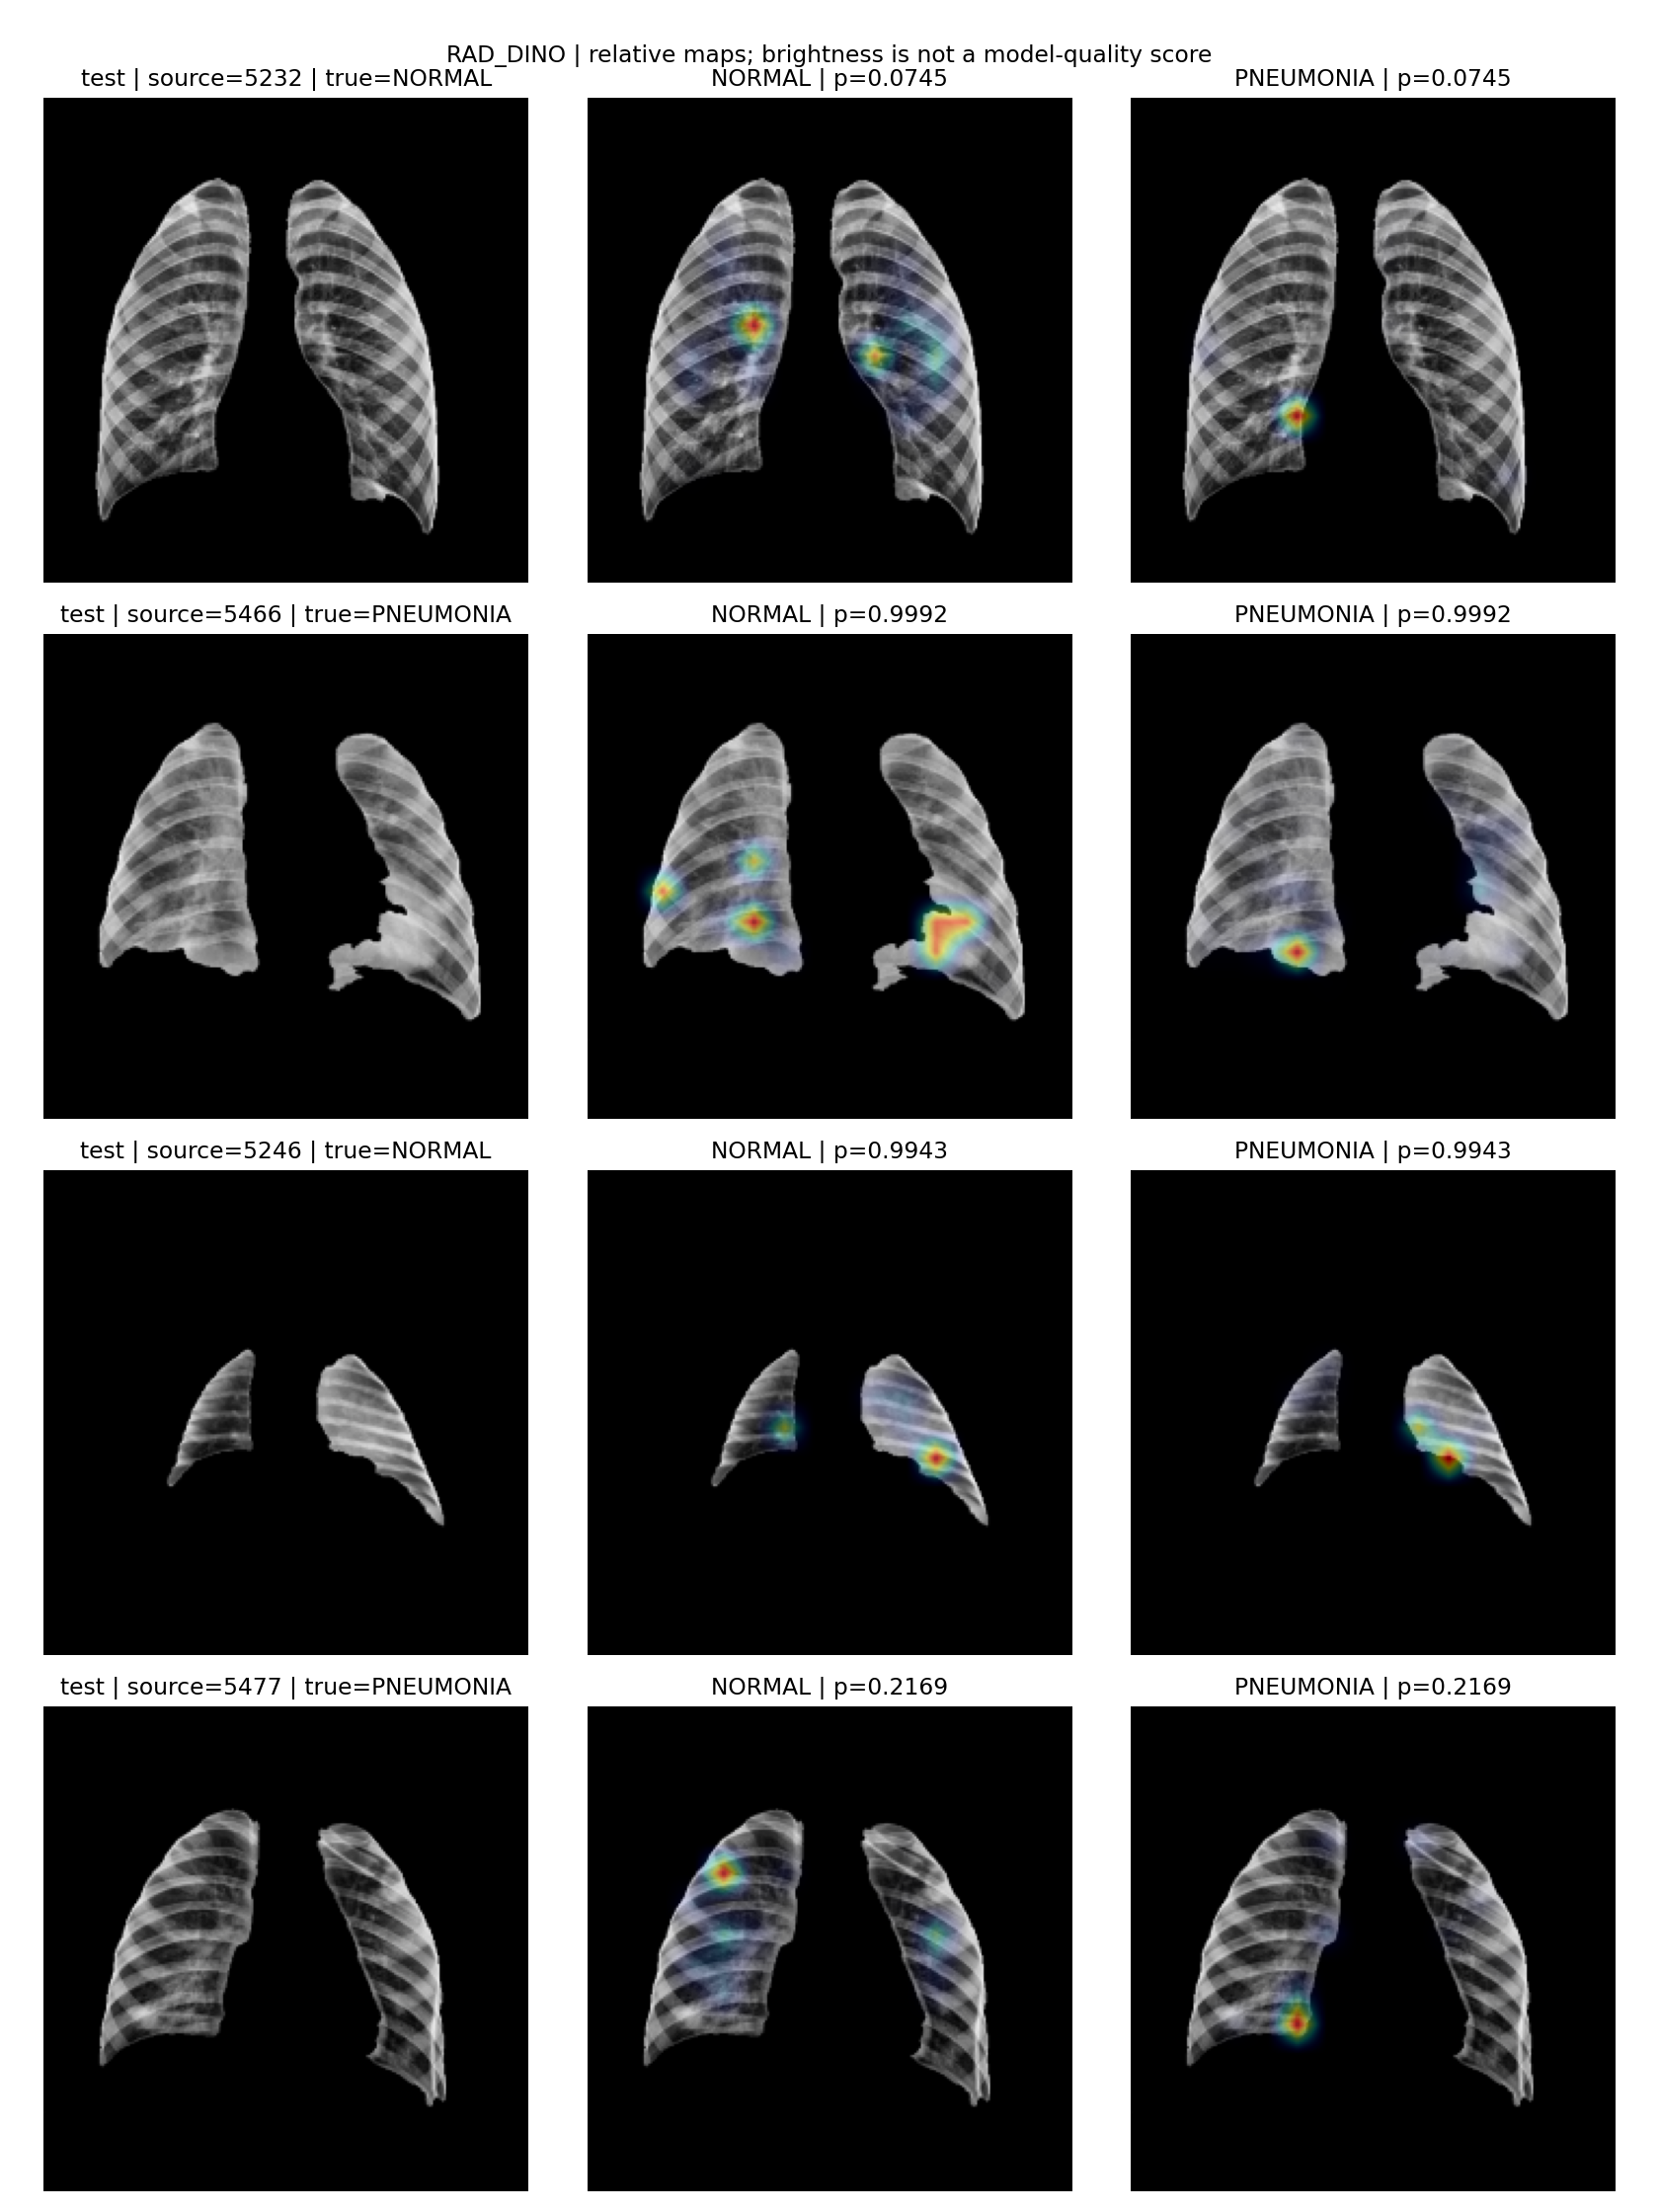 RAD_DINO | relative maps; brightness is not a model-quality score
test | source=5232 | true=NORMAL
NORMAL | p=0.0745
PNEUMONIA | p=0.0745
test | source=5466 | true=PNEUMONIA
NORMAL | p=0.9992
PNEUMONIA | p=0.9992
test | source=5246 | true=NORMAL
NORMAL | p=0.9943
PNEUMONIA | p=0.9943
test | source=5477 | true=PNEUMONIA
NORMAL | p=0.2169
PNEUMONIA | p=0.2169